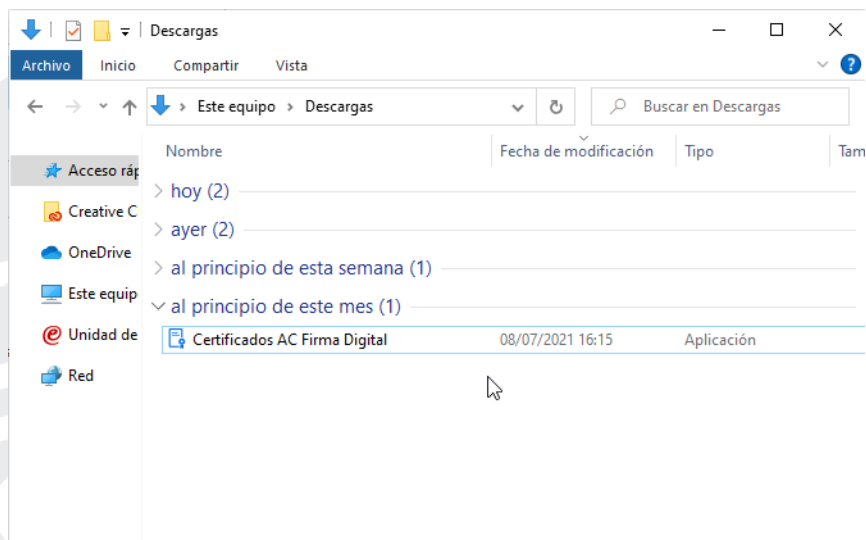 Descargas
Archivo Inicio Compartir Vista
Este equipo > Descargas Buscar en Descargas
Nombre Fecha de modificación Tipo Tam
Acceso ráp
Creative C
OneDrive
Este equip
Unidad de
Red
hoy (2)
ayer (2)
al principio de esta semana (1)
al principio de este mes (1)
Certificados AC Firma Digital 08/07/2021 16:15 Aplicación